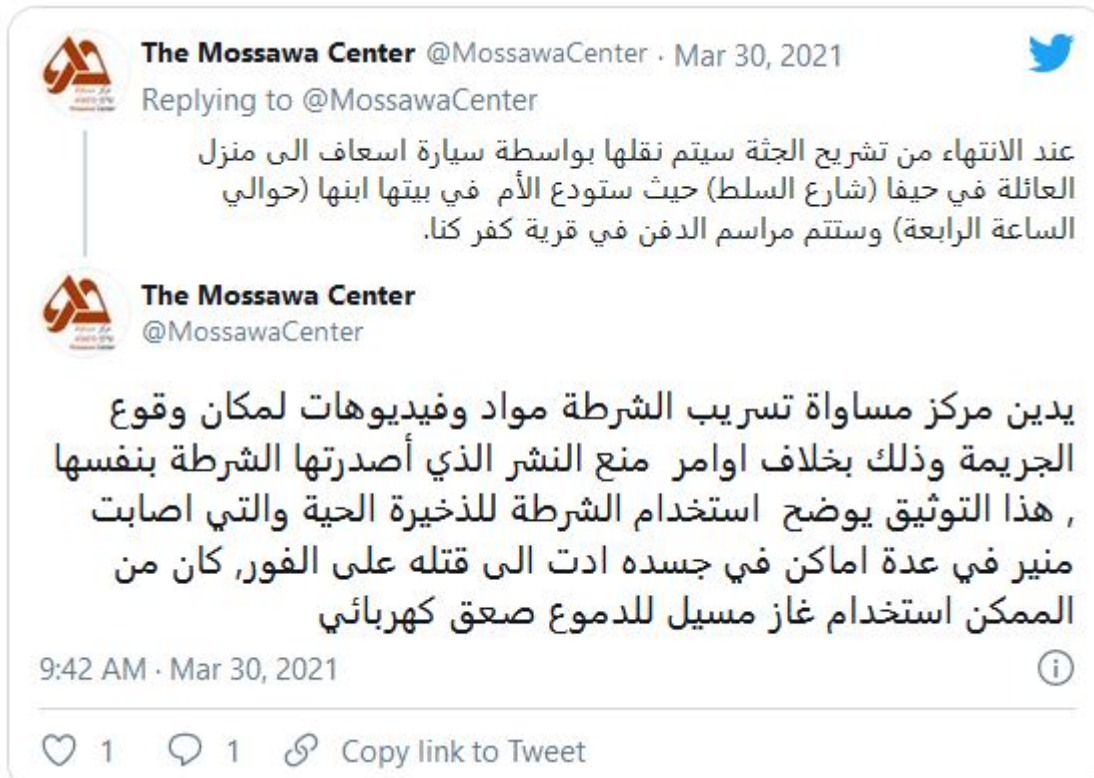 The Mossawa Center @MossawaCenter · Mar 30, 2021
Replying to @MossawaCenter
عند الانتهاء من تشريح الجثة سيتم نقلها بواسطة سيارة اسعاف الى منزل
العائلة في حيفا (شارع السلط) حيث ستودع الأم في بيتها ابنها (حوالي
الساعة الرابعة) وستتم مراسم الدفن في قرية كفر كنا.
The Mossawa Center
@MossawaCenter
يدين مركز مساواة تسريب الشرطة مواد وفيديوهات لمكان وقوع
الجريمة وذلك بخلاف اوامر منع النشر الذي أصدرتها الشرطة بنفسها
, هذا التوثيق يوضح استخدام الشرطة للذخيرة الحية والتي اصابت
منير في عدة اماكن في جسده ادت الى قتله على الفور, كان من
الممكن استخدام غاز مسيل للدموع صعق كهربائي
9:42 AM · Mar 30, 2021
1 1 Copy link to Tweet